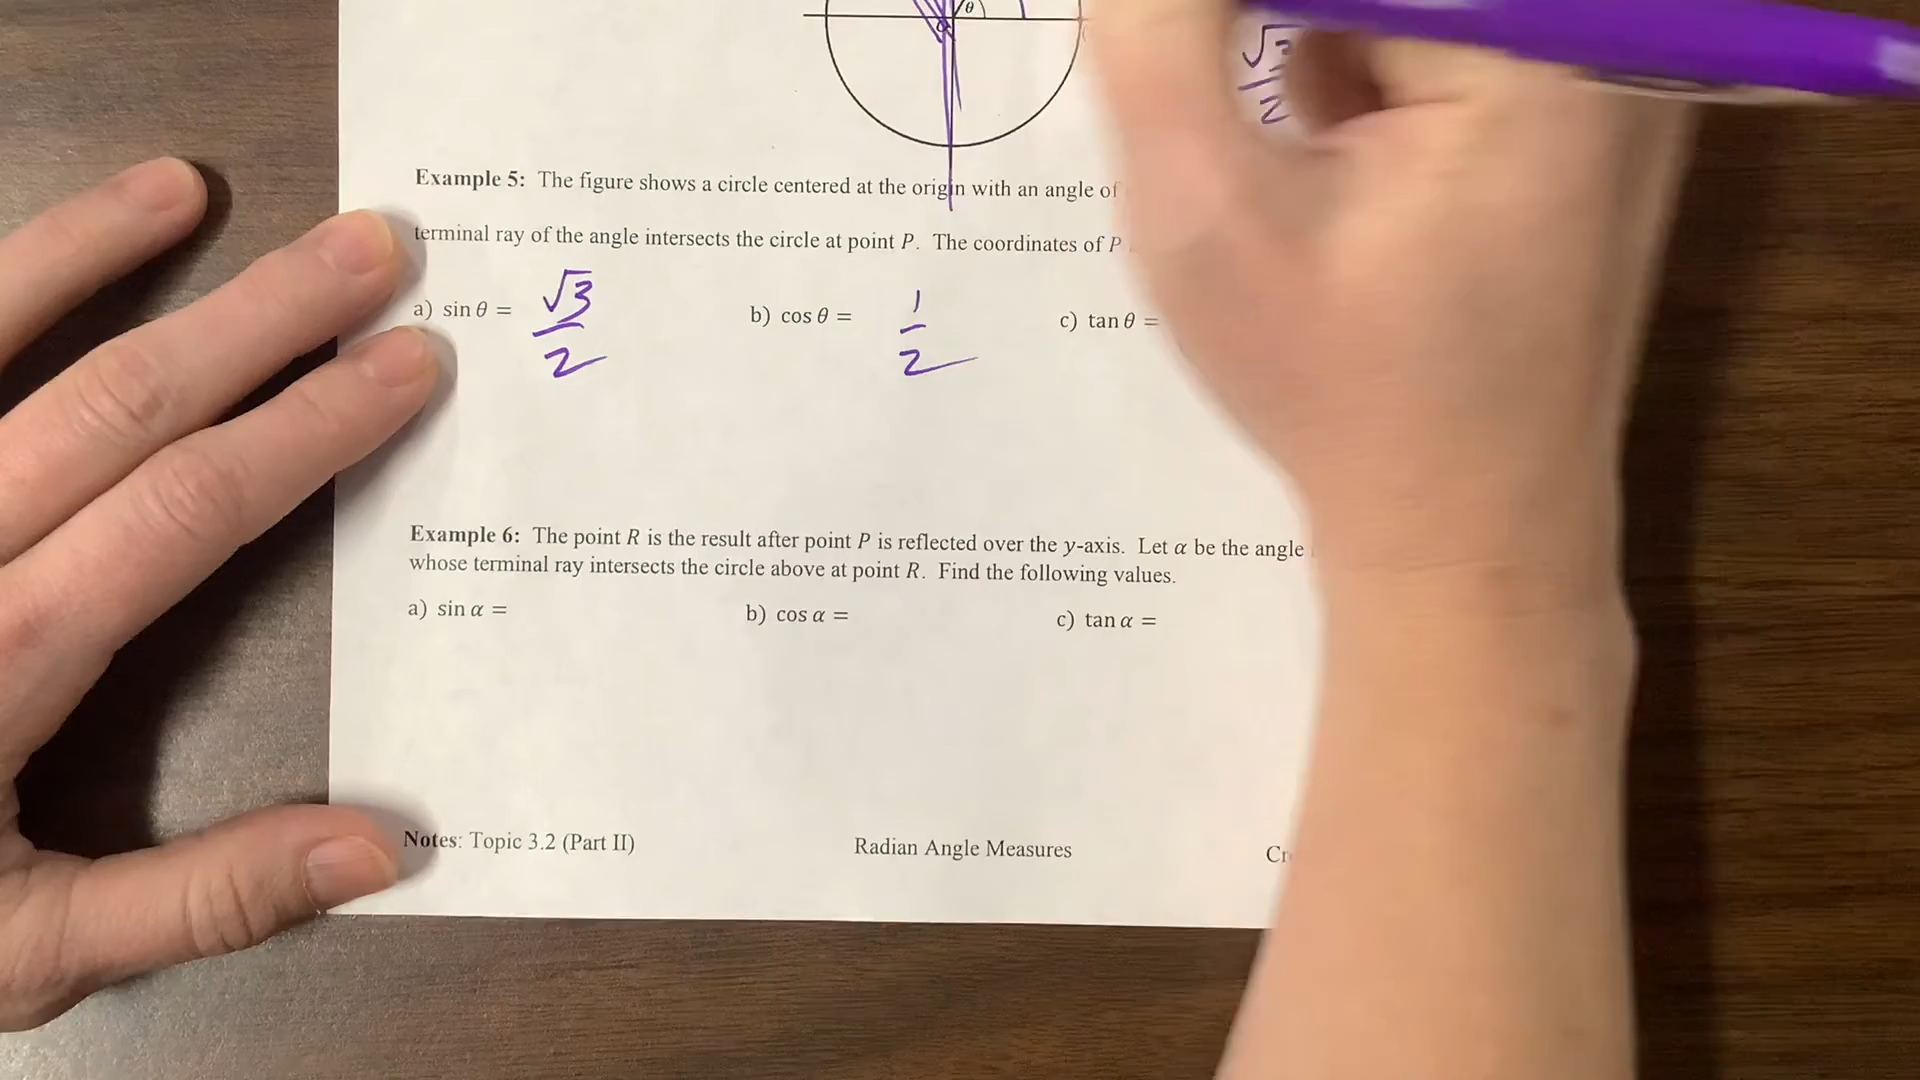 θ
√
2
Example 5: The figure shows a circle centered at the origin with an angle of
terminal ray of the angle intersects the circle at point P. The coordinates of P
a) sin θ = √3/2 b) cos θ = 1/2 c) tan θ =
Example 6: The point R is the result after point P is reflected over the y-axis. Let α be the angle
whose terminal ray intersects the circle above at point R. Find the following values.
a) sin α = b) cos α = c) tan α =
Notes: Topic 3.2 (Part II) Radian Angle Measures